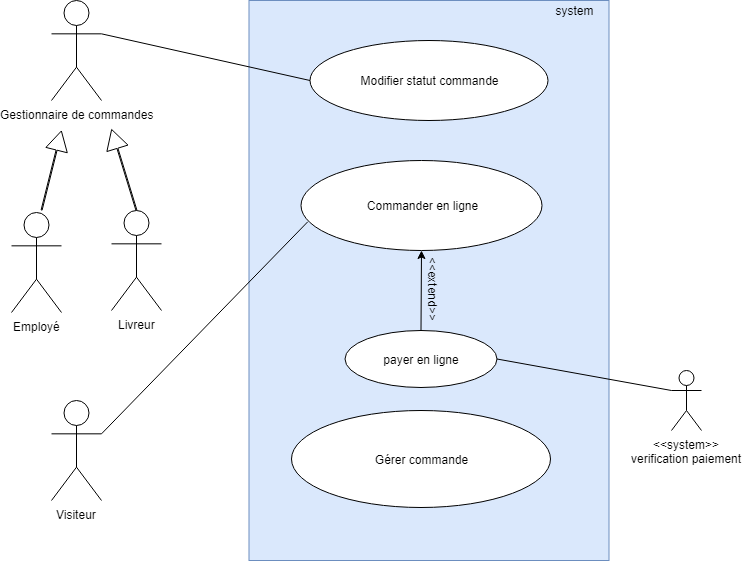 system
Modifier statut commande
Gestionnaire de commandes
Commander en ligne
<<extend>>
Employé
Livreur
payer en ligne
<<system>>
verification paiement
Gérer commande
Visiteur